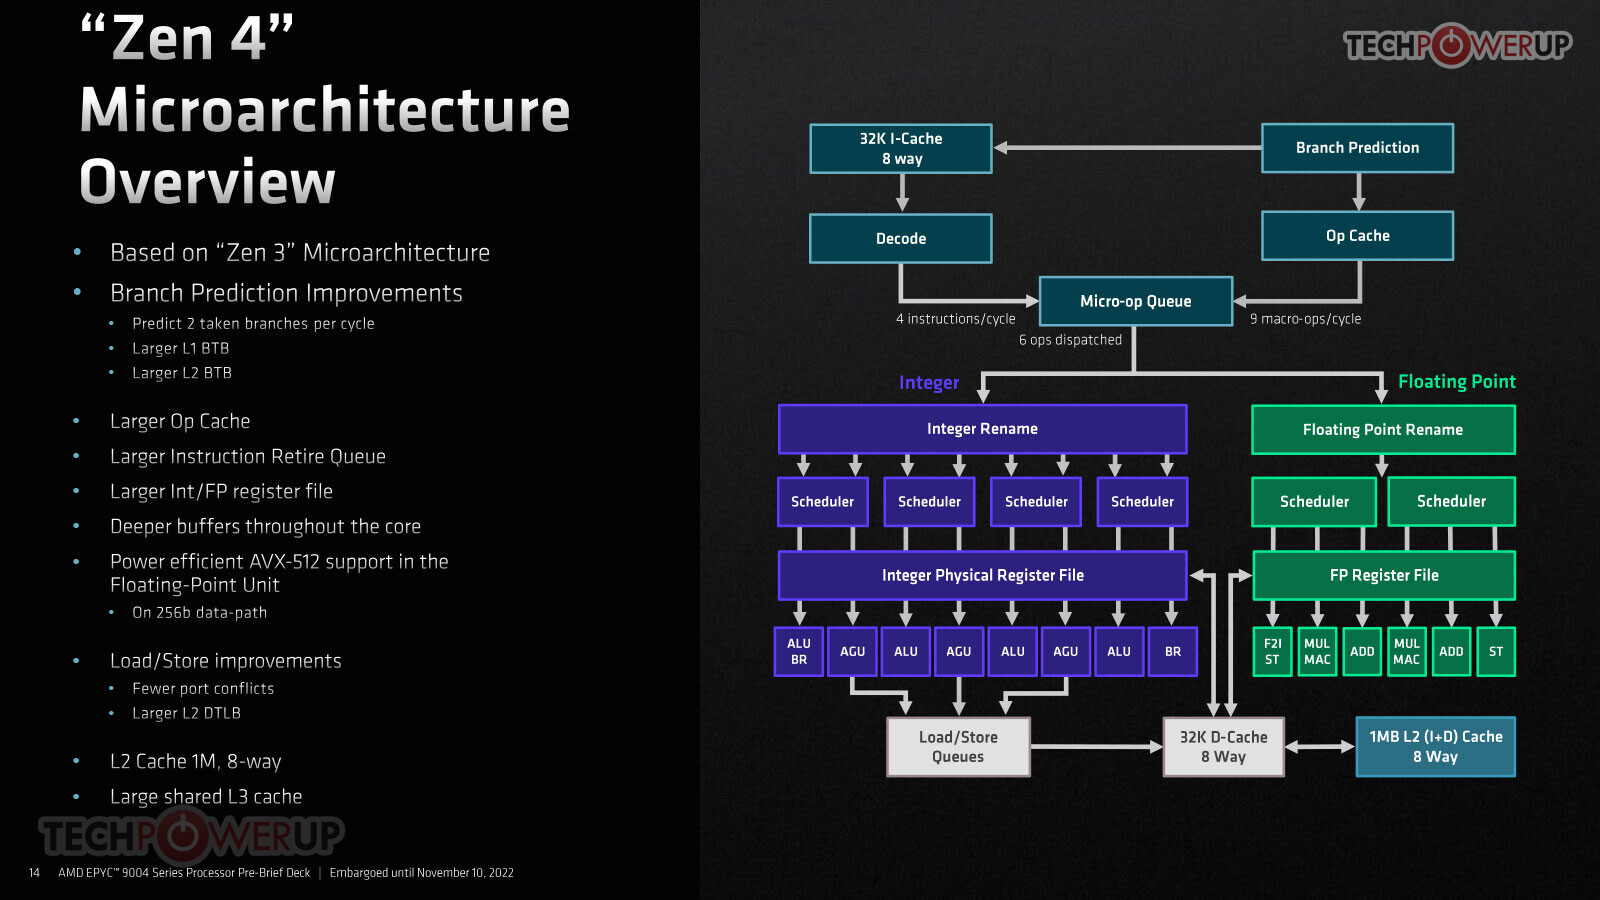 “Zen 4”
Microarchitecture
Overview
• Based on “Zen 3” Microarchitecture
• Branch Prediction Improvements
• Predict 2 taken branches per cycle
• Larger L1 BTB
• Larger L2 BTB
• Larger Op Cache
• Larger Instruction Retire Queue
• Larger Int/FP register file
• Deeper buffers throughout the core
• Power efficient AVX-512 support in the
Floating-Point Unit
• On 256b data-path
• Load/Store improvements
• Fewer port conflicts
• Larger L2 DTLB
• L2 Cache 1M, 8-way
• Large shared L3 cache
TECHPOWERUP
14 AMD EPYC™ 9004 Series Processor Pre-Brief Deck | Embargoed until November 10, 2022
TECHPOWERUP
32K I-Cache
8 way
Branch Prediction
Decode
Op Cache
Micro-op Queue
4 instructions/cycle
9 macro-ops/cycle
6 ops dispatched
Integer
Floating Point
Integer Rename
Floating Point Rename
Scheduler
Scheduler
Scheduler
Scheduler
Scheduler
Scheduler
Integer Physical Register File
FP Register File
ALU
BR
AGU
ALU
AGU
ALU
AGU
ALU
BR
F2I
ST
MUL
MAC
ADD
MUL
MAC
ADD
ST
Load/Store
Queues
32K D-Cache
8 Way
1MB L2 (I+D) Cache
8 Way